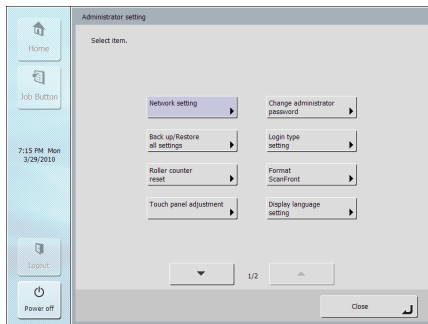 Administrator setting
Select item.
Home
Job Button
7:15 PM Mon
3/29/2010
Logout
Power off
Network setting
Change administrator
password
Back up/Restore
all settings
Login type
setting
Roller counter
reset
Format
ScanFront
Touch panel adjustment
Display language
setting
1/2
Close